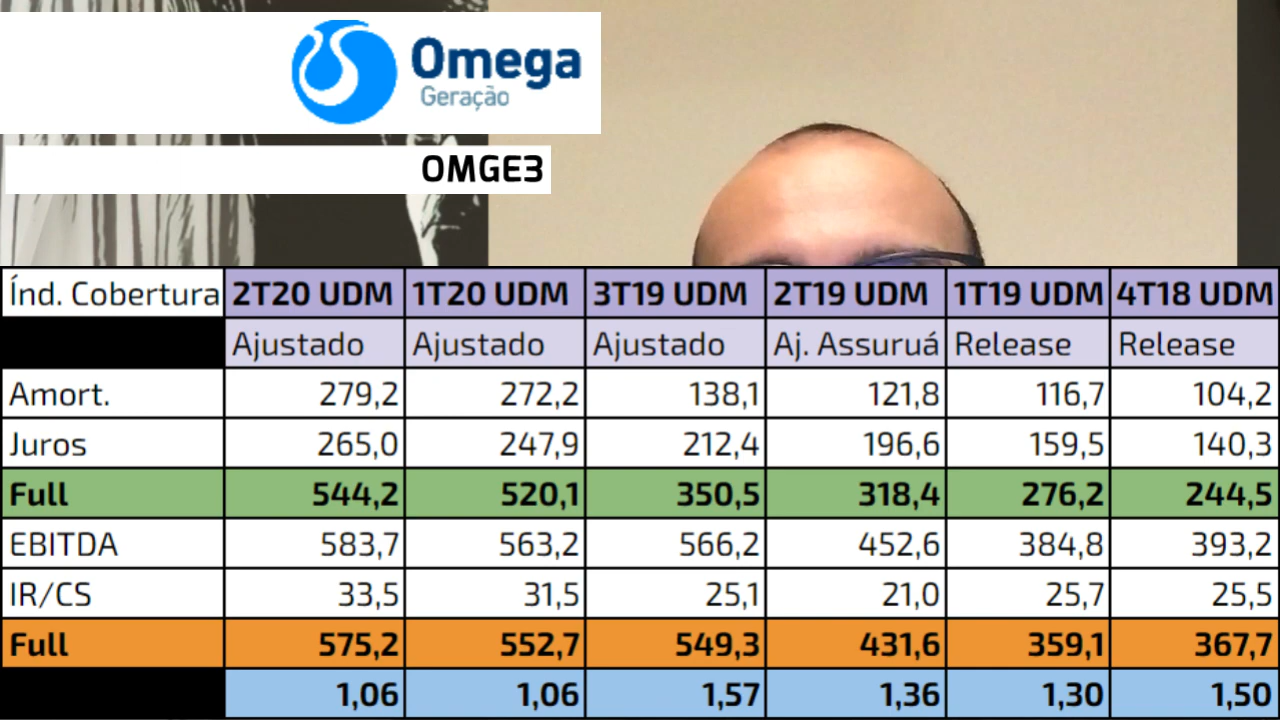 Omega
Geração
OMGE3
Índ. Cobertura 2T20 UDM 1T20 UDM 3T19 UDM 2T19 UDM 1T19 UDM 4T18 UDM
Ajustado Ajustado Ajustado Aj. Assuruá Release Release
Amort. 279,2 272,2 138,1 121,8 116,7 104,2
Juros 265,0 247,9 212,4 196,6 159,5 140,3
Full 544,2 520,1 350,5 318,4 276,2 244,5
EBITDA 583,7 563,2 566,2 452,6 384,8 393,2
IR/CS 33,5 31,5 25,1 21,0 25,7 25,5
Full 575,2 552,7 549,3 431,6 359,1 367,7
1,06 1,06 1,57 1,36 1,30 1,50